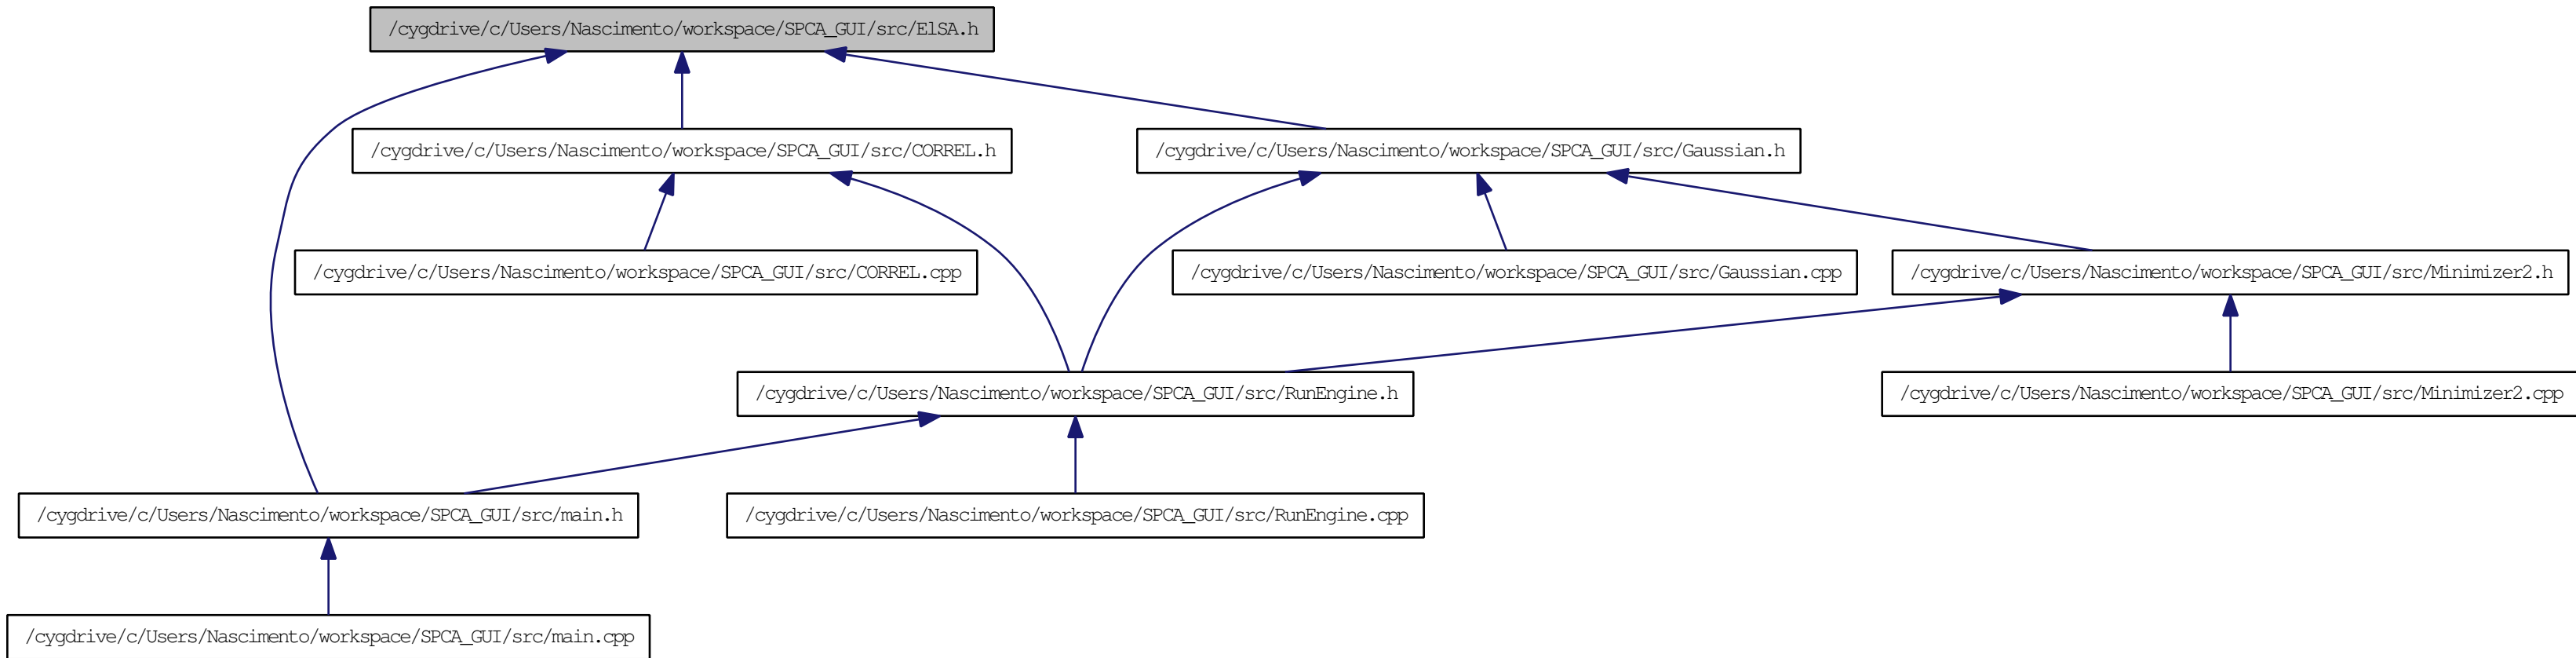 /cygdrive/c/Users/Nascimento/workspace/SPCA_GUI/src/ElSA.h
/cygdrive/c/Users/Nascimento/workspace/SPCA_GUI/src/CORREL.h
/cygdrive/c/Users/Nascimento/workspace/SPCA_GUI/src/Gaussian.h
/cygdrive/c/Users/Nascimento/workspace/SPCA_GUI/src/CORREL.cpp
/cygdrive/c/Users/Nascimento/workspace/SPCA_GUI/src/Gaussian.cpp
/cygdrive/c/Users/Nascimento/workspace/SPCA_GUI/src/Minimizer2.h
/cygdrive/c/Users/Nascimento/workspace/SPCA_GUI/src/RunEngine.h
/cygdrive/c/Users/Nascimento/workspace/SPCA_GUI/src/Minimizer2.cpp
/cygdrive/c/Users/Nascimento/workspace/SPCA_GUI/src/main.h
/cygdrive/c/Users/Nascimento/workspace/SPCA_GUI/src/RunEngine.cpp
/cygdrive/c/Users/Nascimento/workspace/SPCA_GUI/src/main.cpp